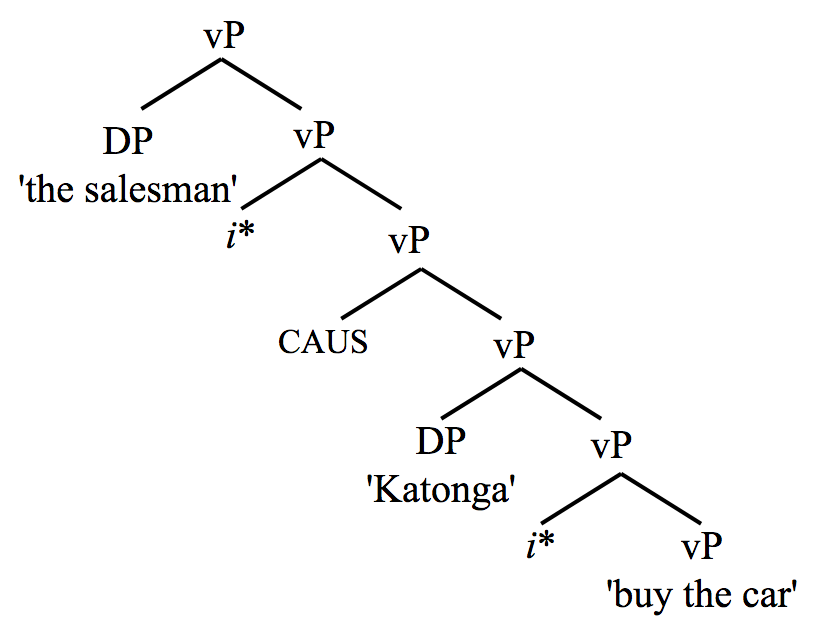 vP
DP
vP
'the salesman'
i*
vP
CAUS
vP
DP
vP
'Katonga'
i*
vP
'buy the car'